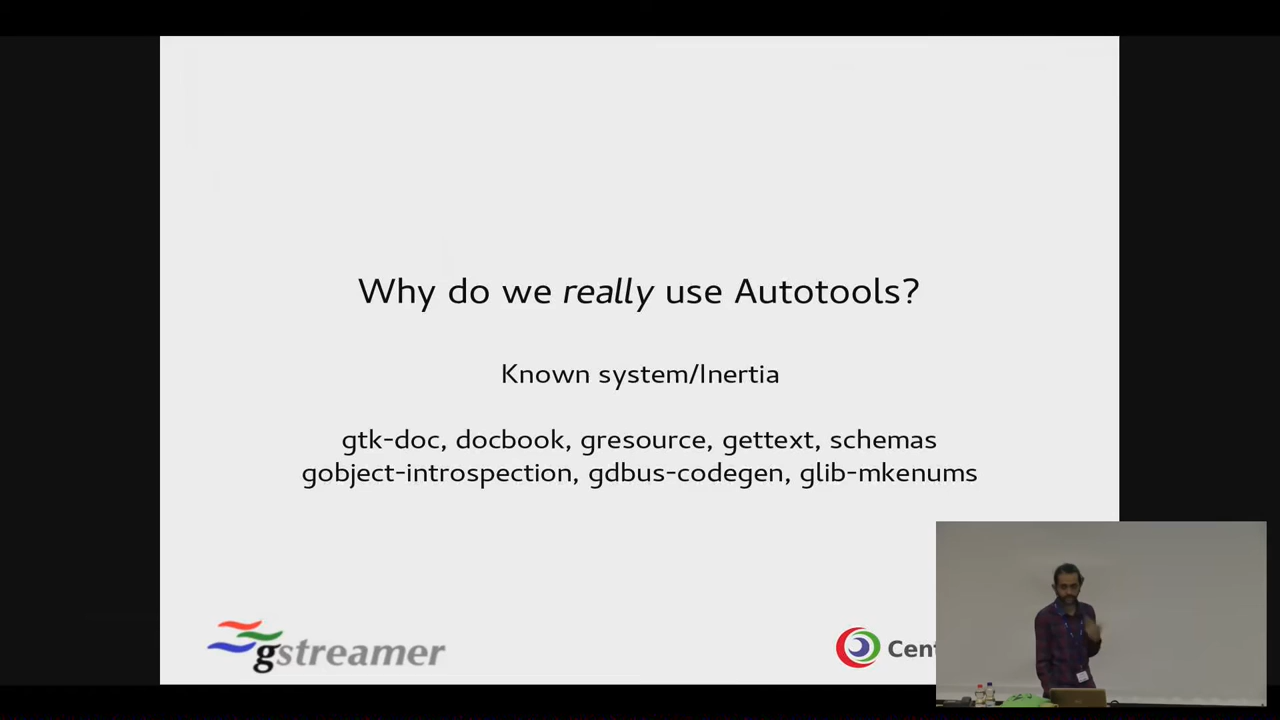 Why do we really use Autotools?
Known system/Inertia
gtk-doc, docbook, gresource, gettext, schemas
gobject-introspection, gdbus-codegen, glib-mkenums
gstreamer
Cent